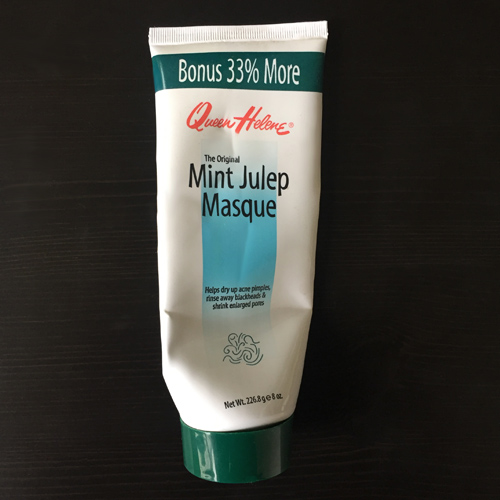 Bonus 33% More
Queen Helene®
The Original
Mint Julep
Masque
Helps dry up acne pimples,
rinse away blackheads &
shrink enlarged pores
Net Wt. 226.8 g ℮ 8 oz.